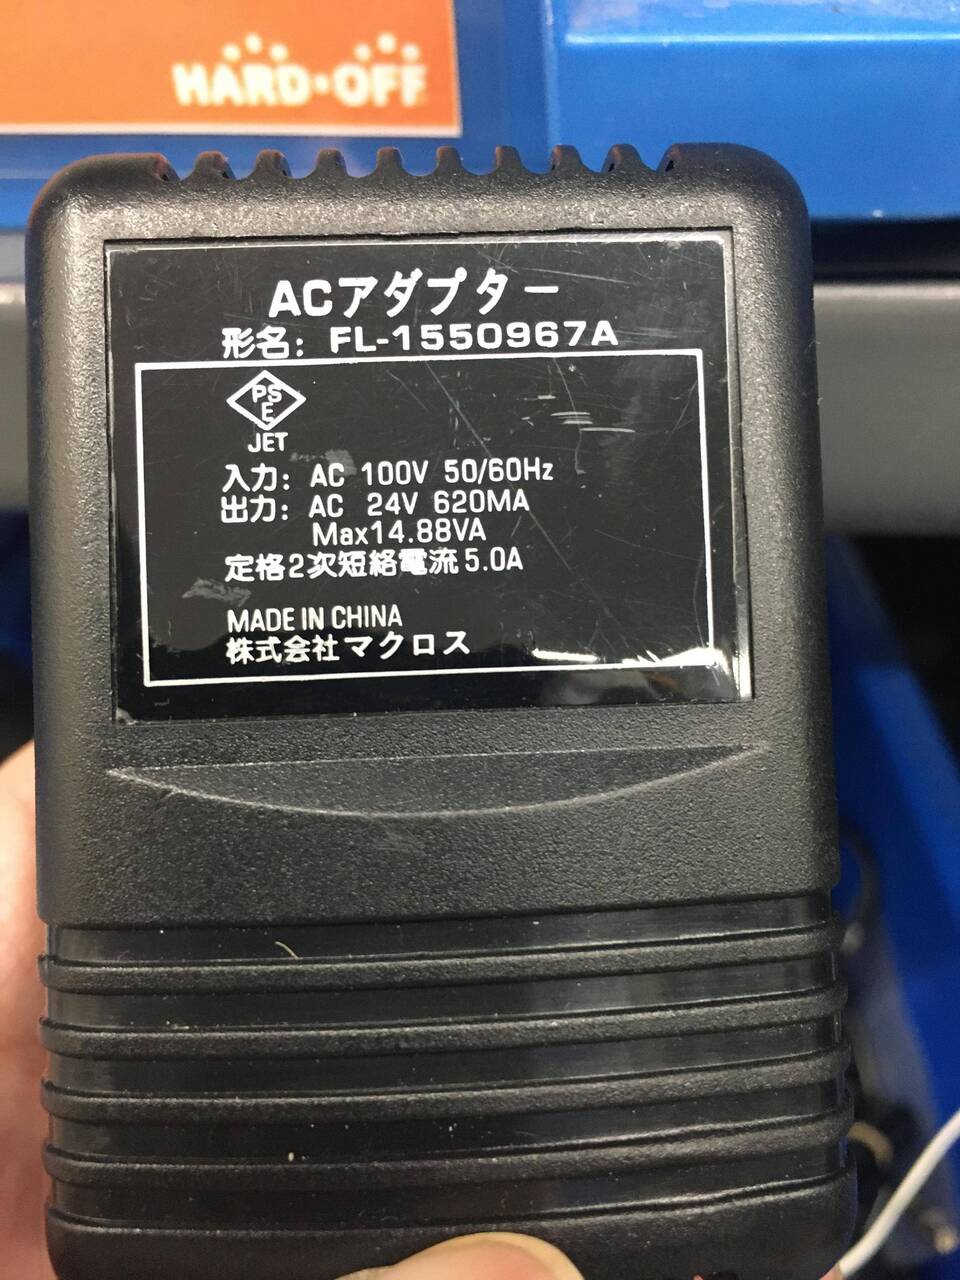 HARD・OFF
ACアダプター
形名: FL-1550967A
PS
E
JET
入力: AC 100V 50/60Hz
出力: AC 24V 620MA
Max14.88VA
定格2次短絡電流5.0A
MADE IN CHINA
株式会社マクロス